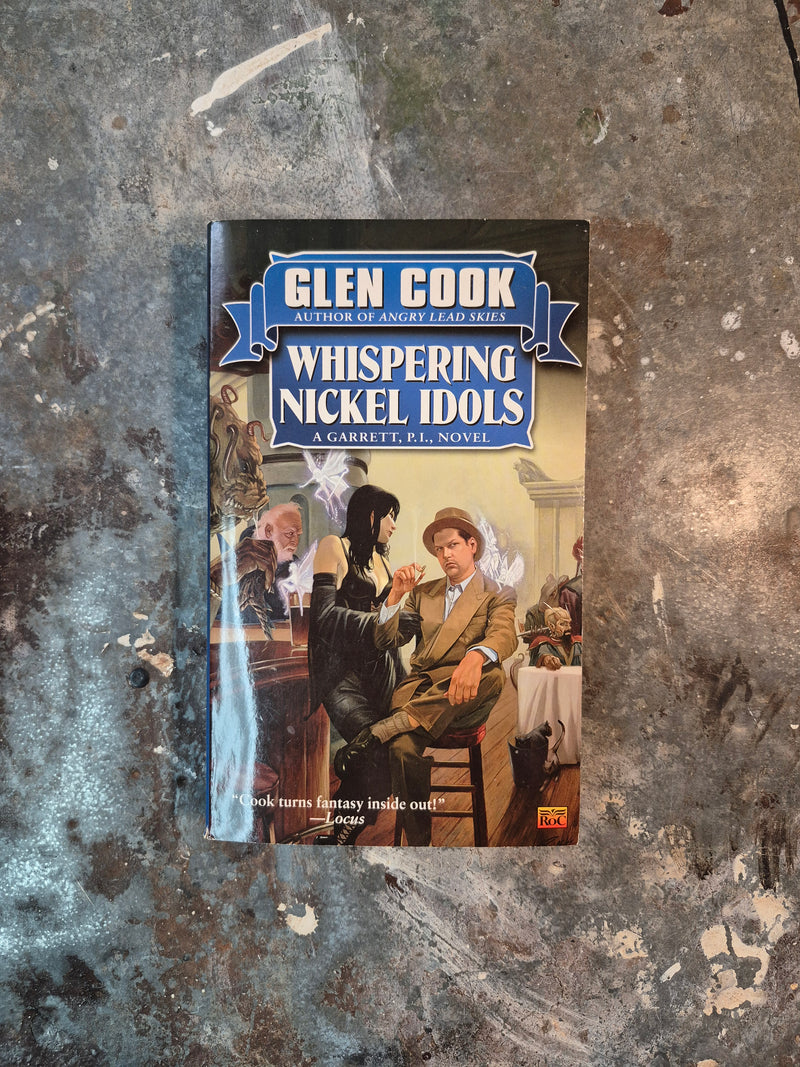 GLEN COOK
AUTHOR OF ANGRY LEAD SKIES
WHISPERING
NICKEL IDOLS
A GARRETT, P.I., NOVEL
“Cook turns fantasy inside out!”
—Locus
ROC